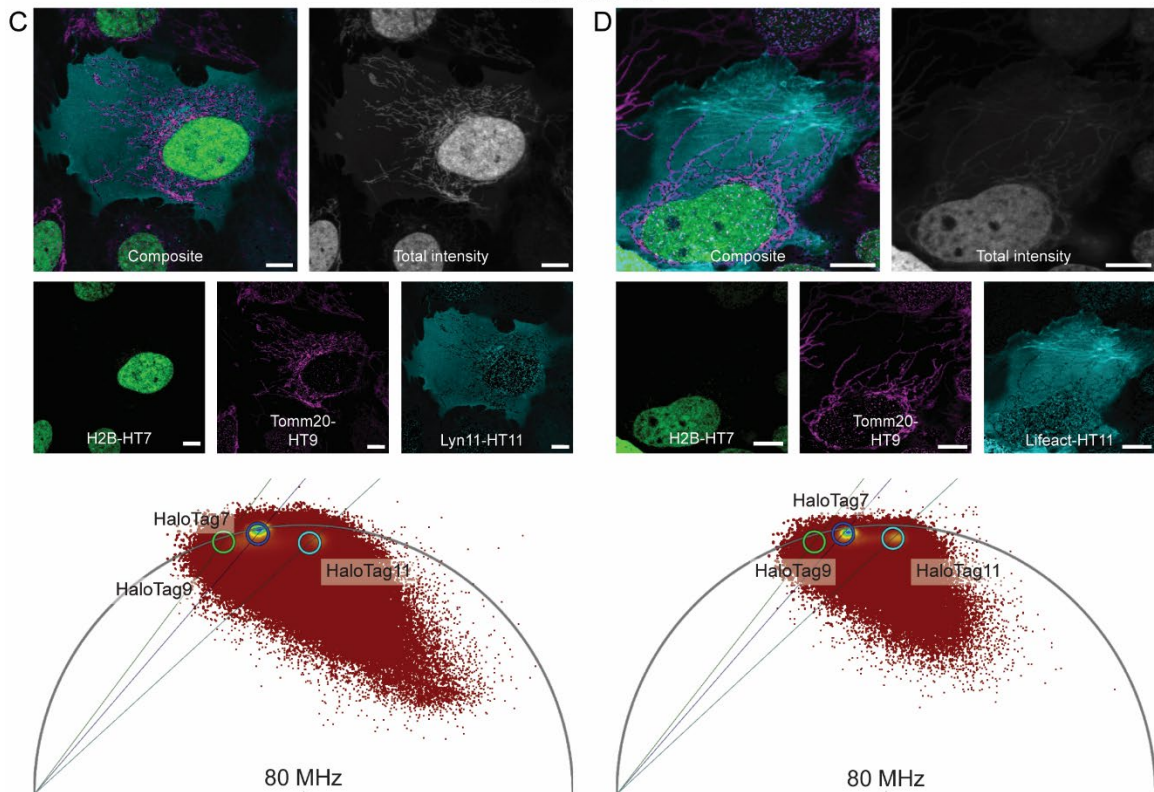 C
Composite
Total intensity
H2B-HT7
Tomm20-
HT9
Lyn11-HT11
HaloTag7
HaloTag9
HaloTag11
80 MHz
D
Composite
Total intensity
H2B-HT7
Tomm20-
HT9
Lifeact-HT11
HaloTag7
HaloTag9
HaloTag11
80 MHz